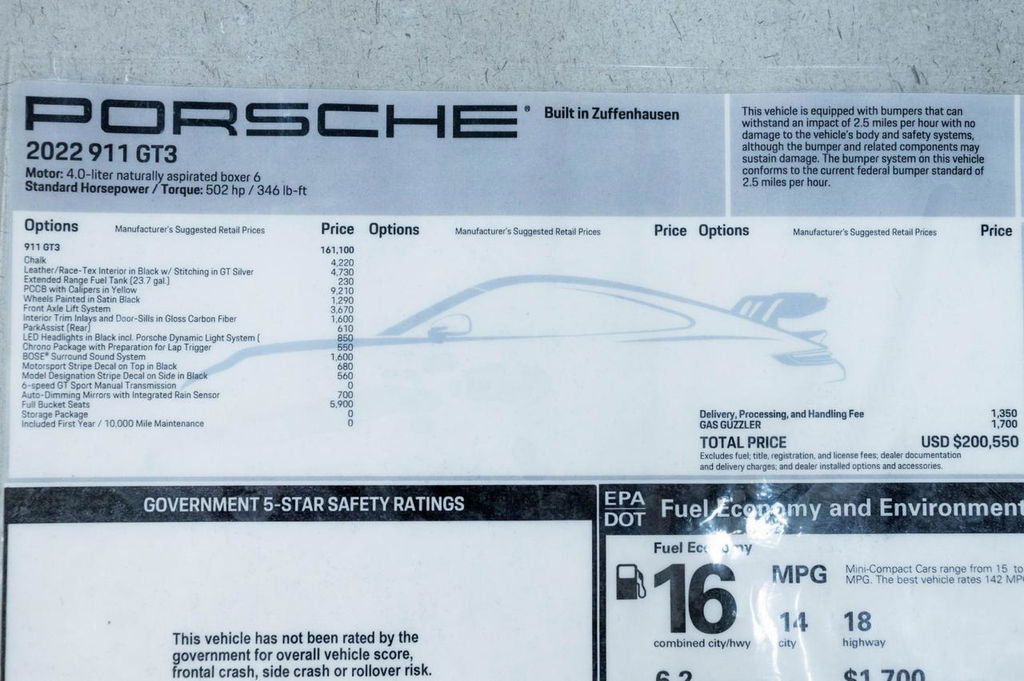 PORSCHE® Built in Zuffenhausen
2022 911 GT3
Motor: 4.0-liter naturally aspirated boxer 6
Standard Horsepower / Torque: 502 hp / 346 lb-ft
This vehicle is equipped with bumpers that can
withstand an impact of 2.5 miles per hour with no
damage to the vehicle's body and safety systems,
although the bumper and related components may
sustain damage. The bumper system on this vehicle
conforms to the current federal bumper standard of
2.5 miles per hour.
Options Manufacturer's Suggested Retail Prices Price Options Manufacturer's Suggested Retail Prices Price Options Manufacturer's Suggested Retail Prices Price
911 GT3 161,100
Chalk 4,220
Leather/Race-Tex Interior in Black w/ Stitching in GT Silver 4,730
Extended Range Fuel Tank (23.7 gal.) 230
PCCB with Calipers in Yellow 9,210
Wheels Painted in Satin Black 1,290
Front Axle Lift System 3,670
Interior Trim Inlays and Door-Sills in Gloss Carbon Fiber 1,600
ParkAssist (Rear) 610
LED Headlights in Black incl. Porsche Dynamic Light System ( 850
Chrono Package with Preparation for Lap Trigger 550
BOSE® Surround Sound System 1,600
Motorsport Stripe Decal on Top in Black 680
Model Designation Stripe Decal on Side in Black 560
6-speed GT Sport Manual Transmission 0
Auto-Dimming Mirrors with Integrated Rain Sensor 700
Full Bucket Seats 5,900
Storage Package 0
Included First Year / 10,000 Mile Maintenance 0
Delivery, Processing, and Handling Fee 1,350
GAS GUZZLER 1,700
TOTAL PRICE USD $200,550
Excludes fuel, title, registration, and license fees; dealer documentation
and delivery charges; and dealer installed options and accessories.
GOVERNMENT 5-STAR SAFETY RATINGS
This vehicle has not been rated by the
government for overall vehicle score,
frontal crash, side crash or rollover risk.
EPA
DOT
Fuel Economy and Environment
Fuel Economy
16 MPG
combined city/hwy
14 18
city highway
Mini-Compact Cars range from 15 to
MPG. The best vehicle rates 142 MP
6.2 $1,700